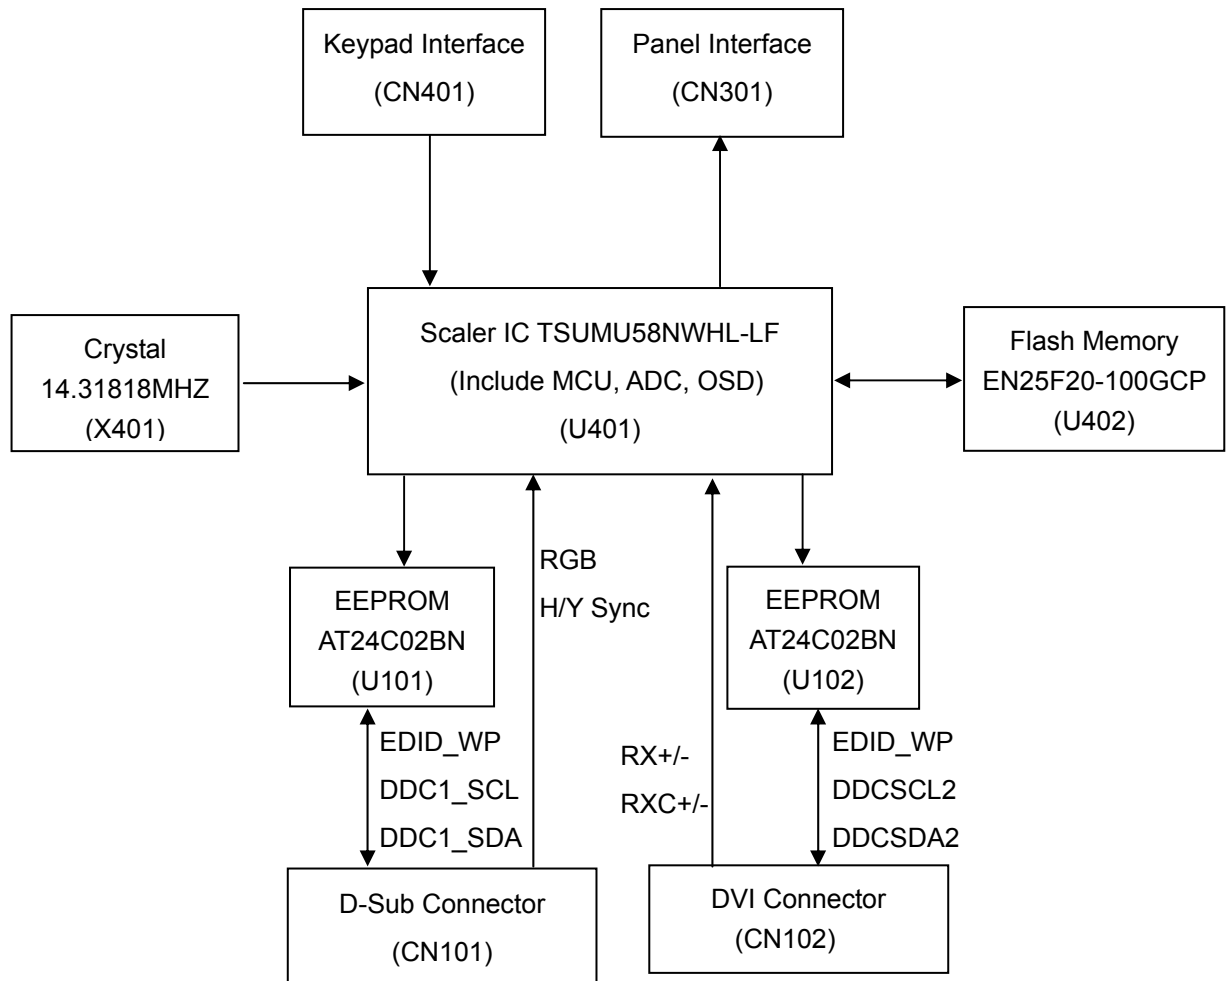 Keypad Interface
(CN401)
Panel Interface
(CN301)
Crystal
14.31818MHZ
(X401)
Scaler IC TSUMU58NWHL-LF
(Include MCU, ADC, OSD)
(U401)
Flash Memory
EN25F20-100GCP
(U402)
EEPROM
AT24C02BN
(U101)
RGB
H/Y Sync
EEPROM
AT24C02BN
(U102)
EDID_WP
DDC1_SCL
DDC1_SDA
RX+/-
RXC+/-
EDID_WP
DDCSCL2
DDCSDA2
D-Sub Connector
(CN101)
DVI Connector
(CN102)